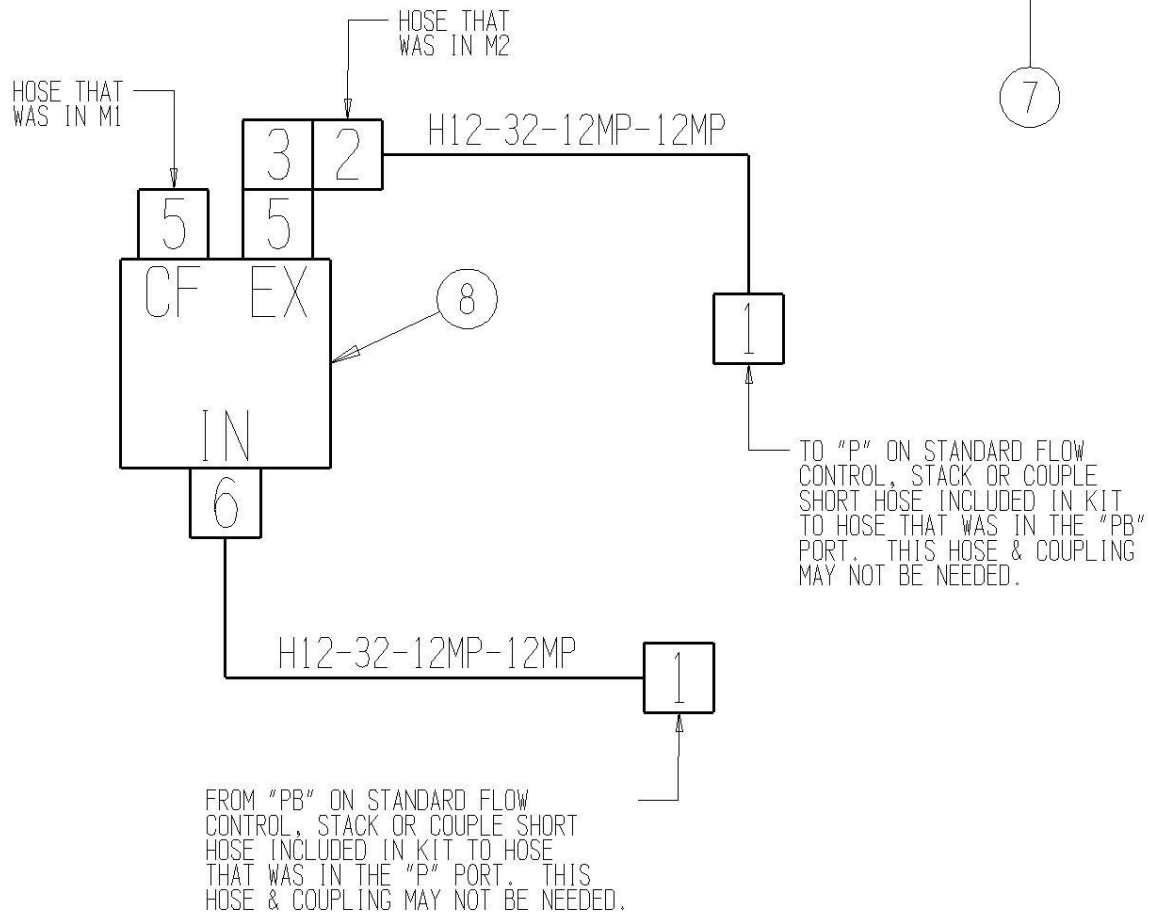 HOSE THAT
WAS IN M2
HOSE THAT
WAS IN M1
7
3 2
H12-32-12MP-12MP
5 5
CF EX
8
1
IN
6
TO "P" ON STANDARD FLOW
CONTROL, STACK OR COUPLE
SHORT HOSE INCLUDED IN KIT
TO HOSE THAT WAS IN THE "PB"
PORT. THIS HOSE & COUPLING
MAY NOT BE NEEDED.
H12-32-12MP-12MP
1
FROM "PB" ON STANDARD FLOW
CONTROL, STACK OR COUPLE SHORT
HOSE INCLUDED IN KIT TO HOSE
THAT WAS IN THE "P" PORT. THIS
HOSE & COUPLING MAY NOT BE NEEDED.